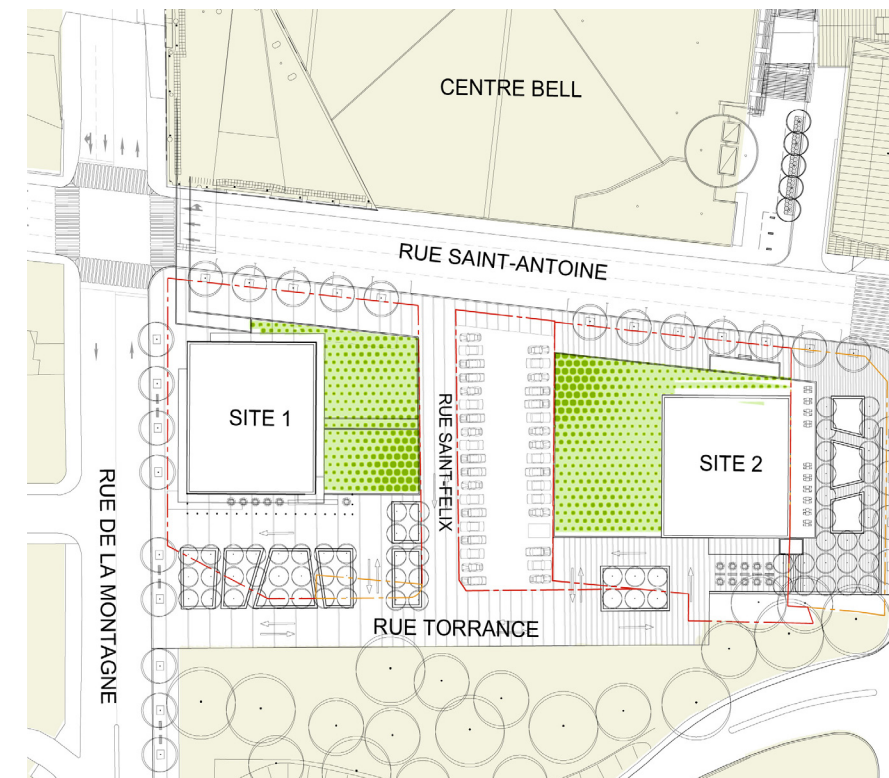 CENTRE BELL
RUE SAINT-ANTOINE
SITE 1
RUE SAINT-FELIX
SITE 2
RUE DE LA MONTAGNE
RUE TORRANCE